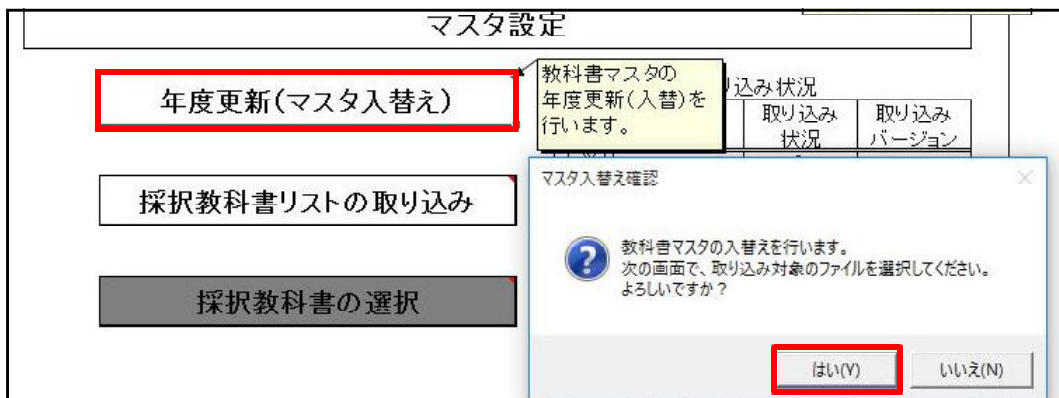 マスタ設定
年度更新(マスタ入替え)
教科書マスタの
年度更新(入替)を
行います。
り込み状況
取り込み
状況
取り込み
バージョン
マスタ入替え確認
採択教科書リストの取り込み
教科書マスタの入替えを行います。
次の画面で、取り込み対象のファイルを選択してください。
よろしいですか？
採択教科書の選択
はい(Y)
いいえ(N)